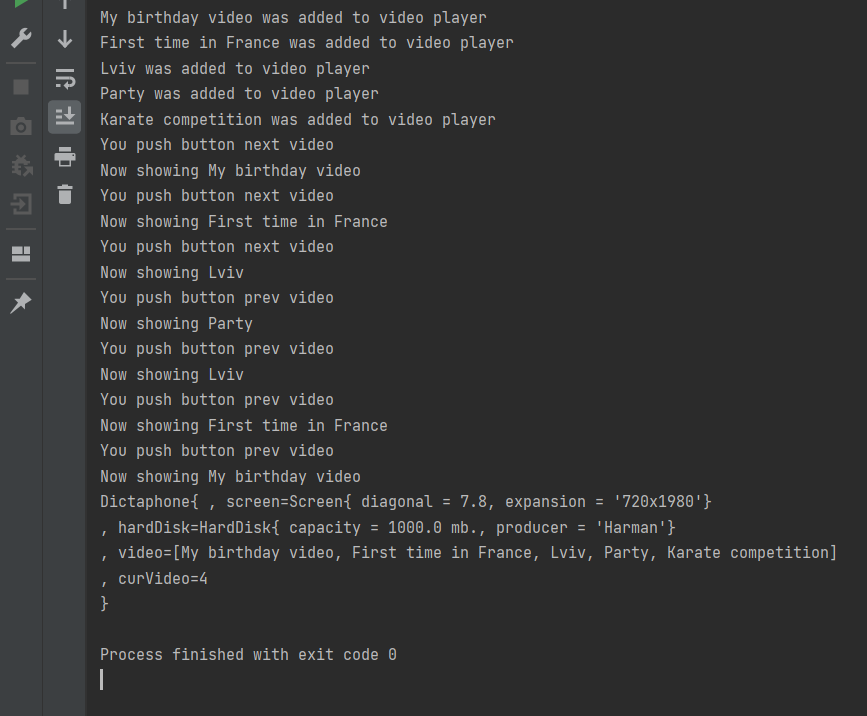 My birthday video was added to video player
First time in France was added to video player
Lviv was added to video player
Party was added to video player
Karate competition was added to video player
You push button next video
Now showing My birthday video
You push button next video
Now showing First time in France
You push button next video
Now showing Lviv
You push button prev video
Now showing Party
You push button prev video
Now showing Lviv
You push button prev video
Now showing First time in France
You push button prev video
Now showing My birthday video
Dictaphone{ , screen=Screen{ diagonal = 7.8, expansion = '720x1980'}
, hardDisk=HardDisk{ capacity = 1000.0 mb., producer = 'Harman'}
, video=[My birthday video, First time in France, Lviv, Party, Karate competition]
, curVideo=4
}
Process finished with exit code 0